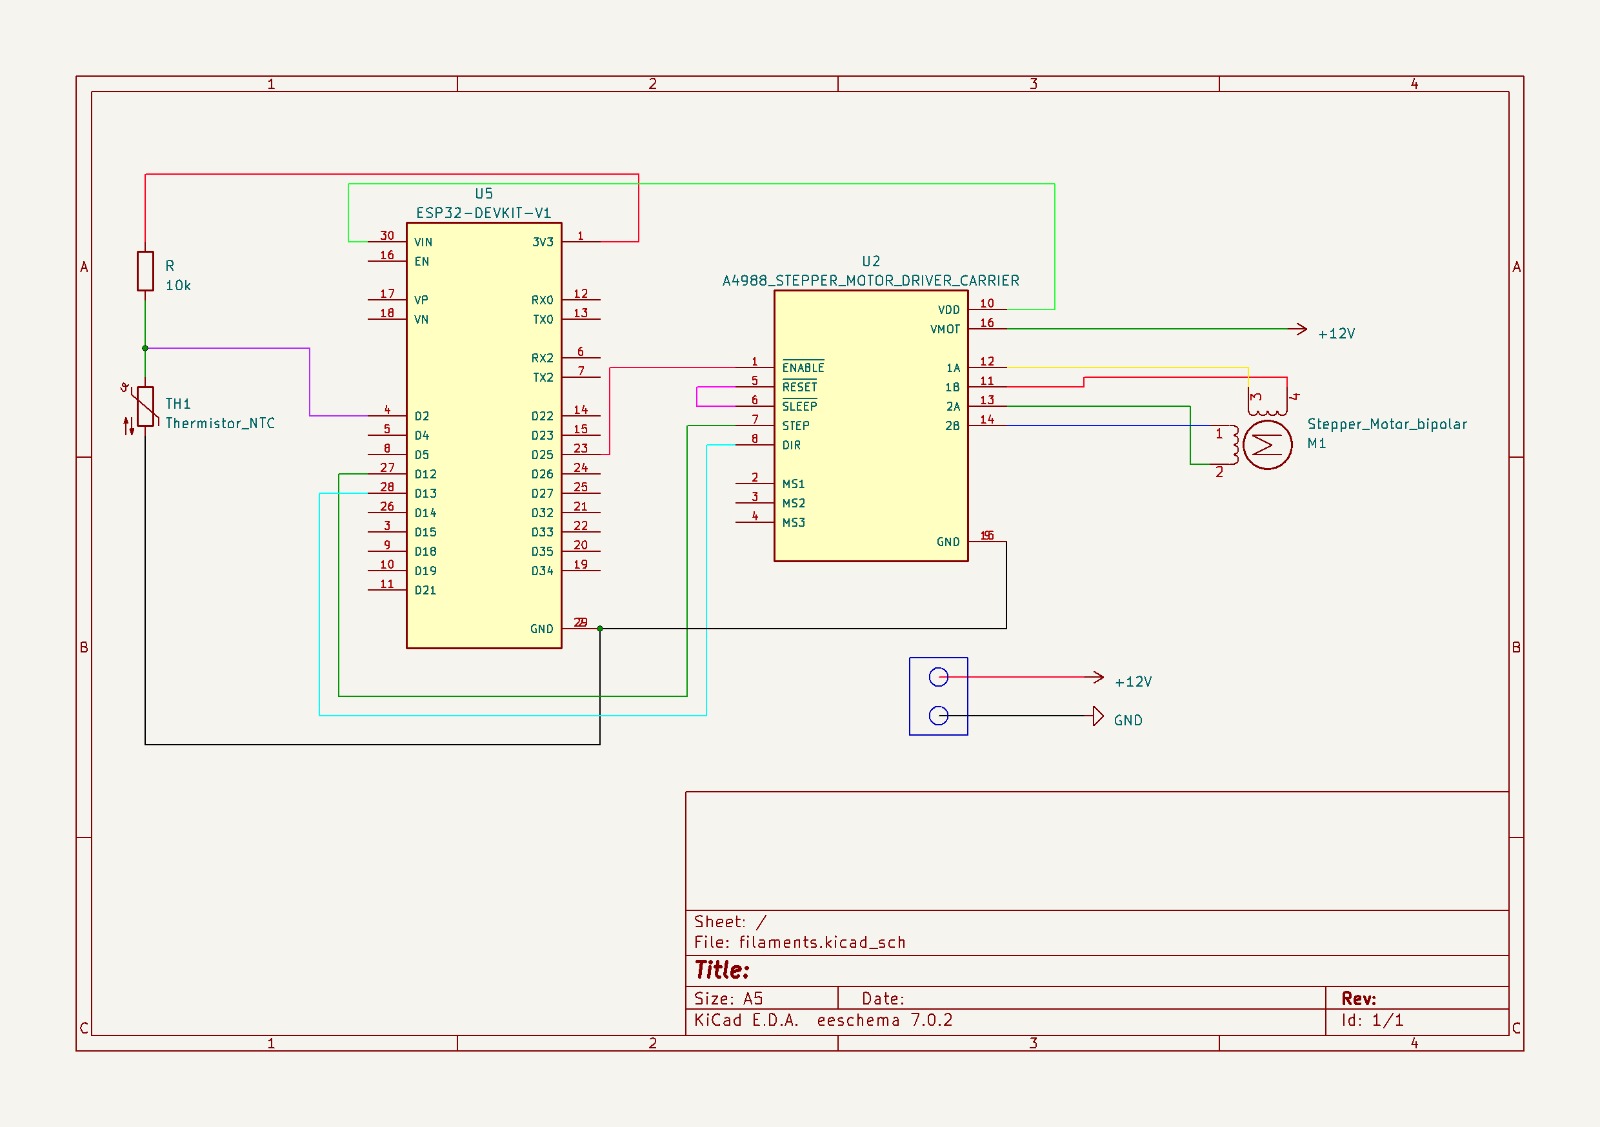 1 2 3 4
A
A
B
B
C
C
U5
ESP32-DEVKIT-V1
30 VIN 3V3 1
16 EN
17 VP RX0 12
18 VN TX0 13
RX2 6
TX2 7
4 D2 D22 14
5 D4 D23 15
8 D5 D25 23
27 D12 D26 24
28 D13 D27 25
26 D14 D32 21
3 D15 D33 22
9 D18 D35 20
10 D19 D34 19
11 D21
GND
R
10k
TH1
Thermistor_NTC
U2
A4988_STEPPER_MOTOR_DRIVER_CARRIER
VDD 10
VMOT 16
1 ENABLE 1A 12
5 RESET 1B 11
6 SLEEP 2A 13
7 STEP 2B 14
8 DIR
2 MS1
3 MS2
4 MS3
GND
+12V
3 4
1
2
Stepper_Motor_bipolar
M1
+12V
GND
Sheet: /
File: filaments.kicad_sch
Title:
Size: A5 Date: Rev:
KiCad E.D.A. eeschema 7.0.2 Id: 1/1
1 2 3 4